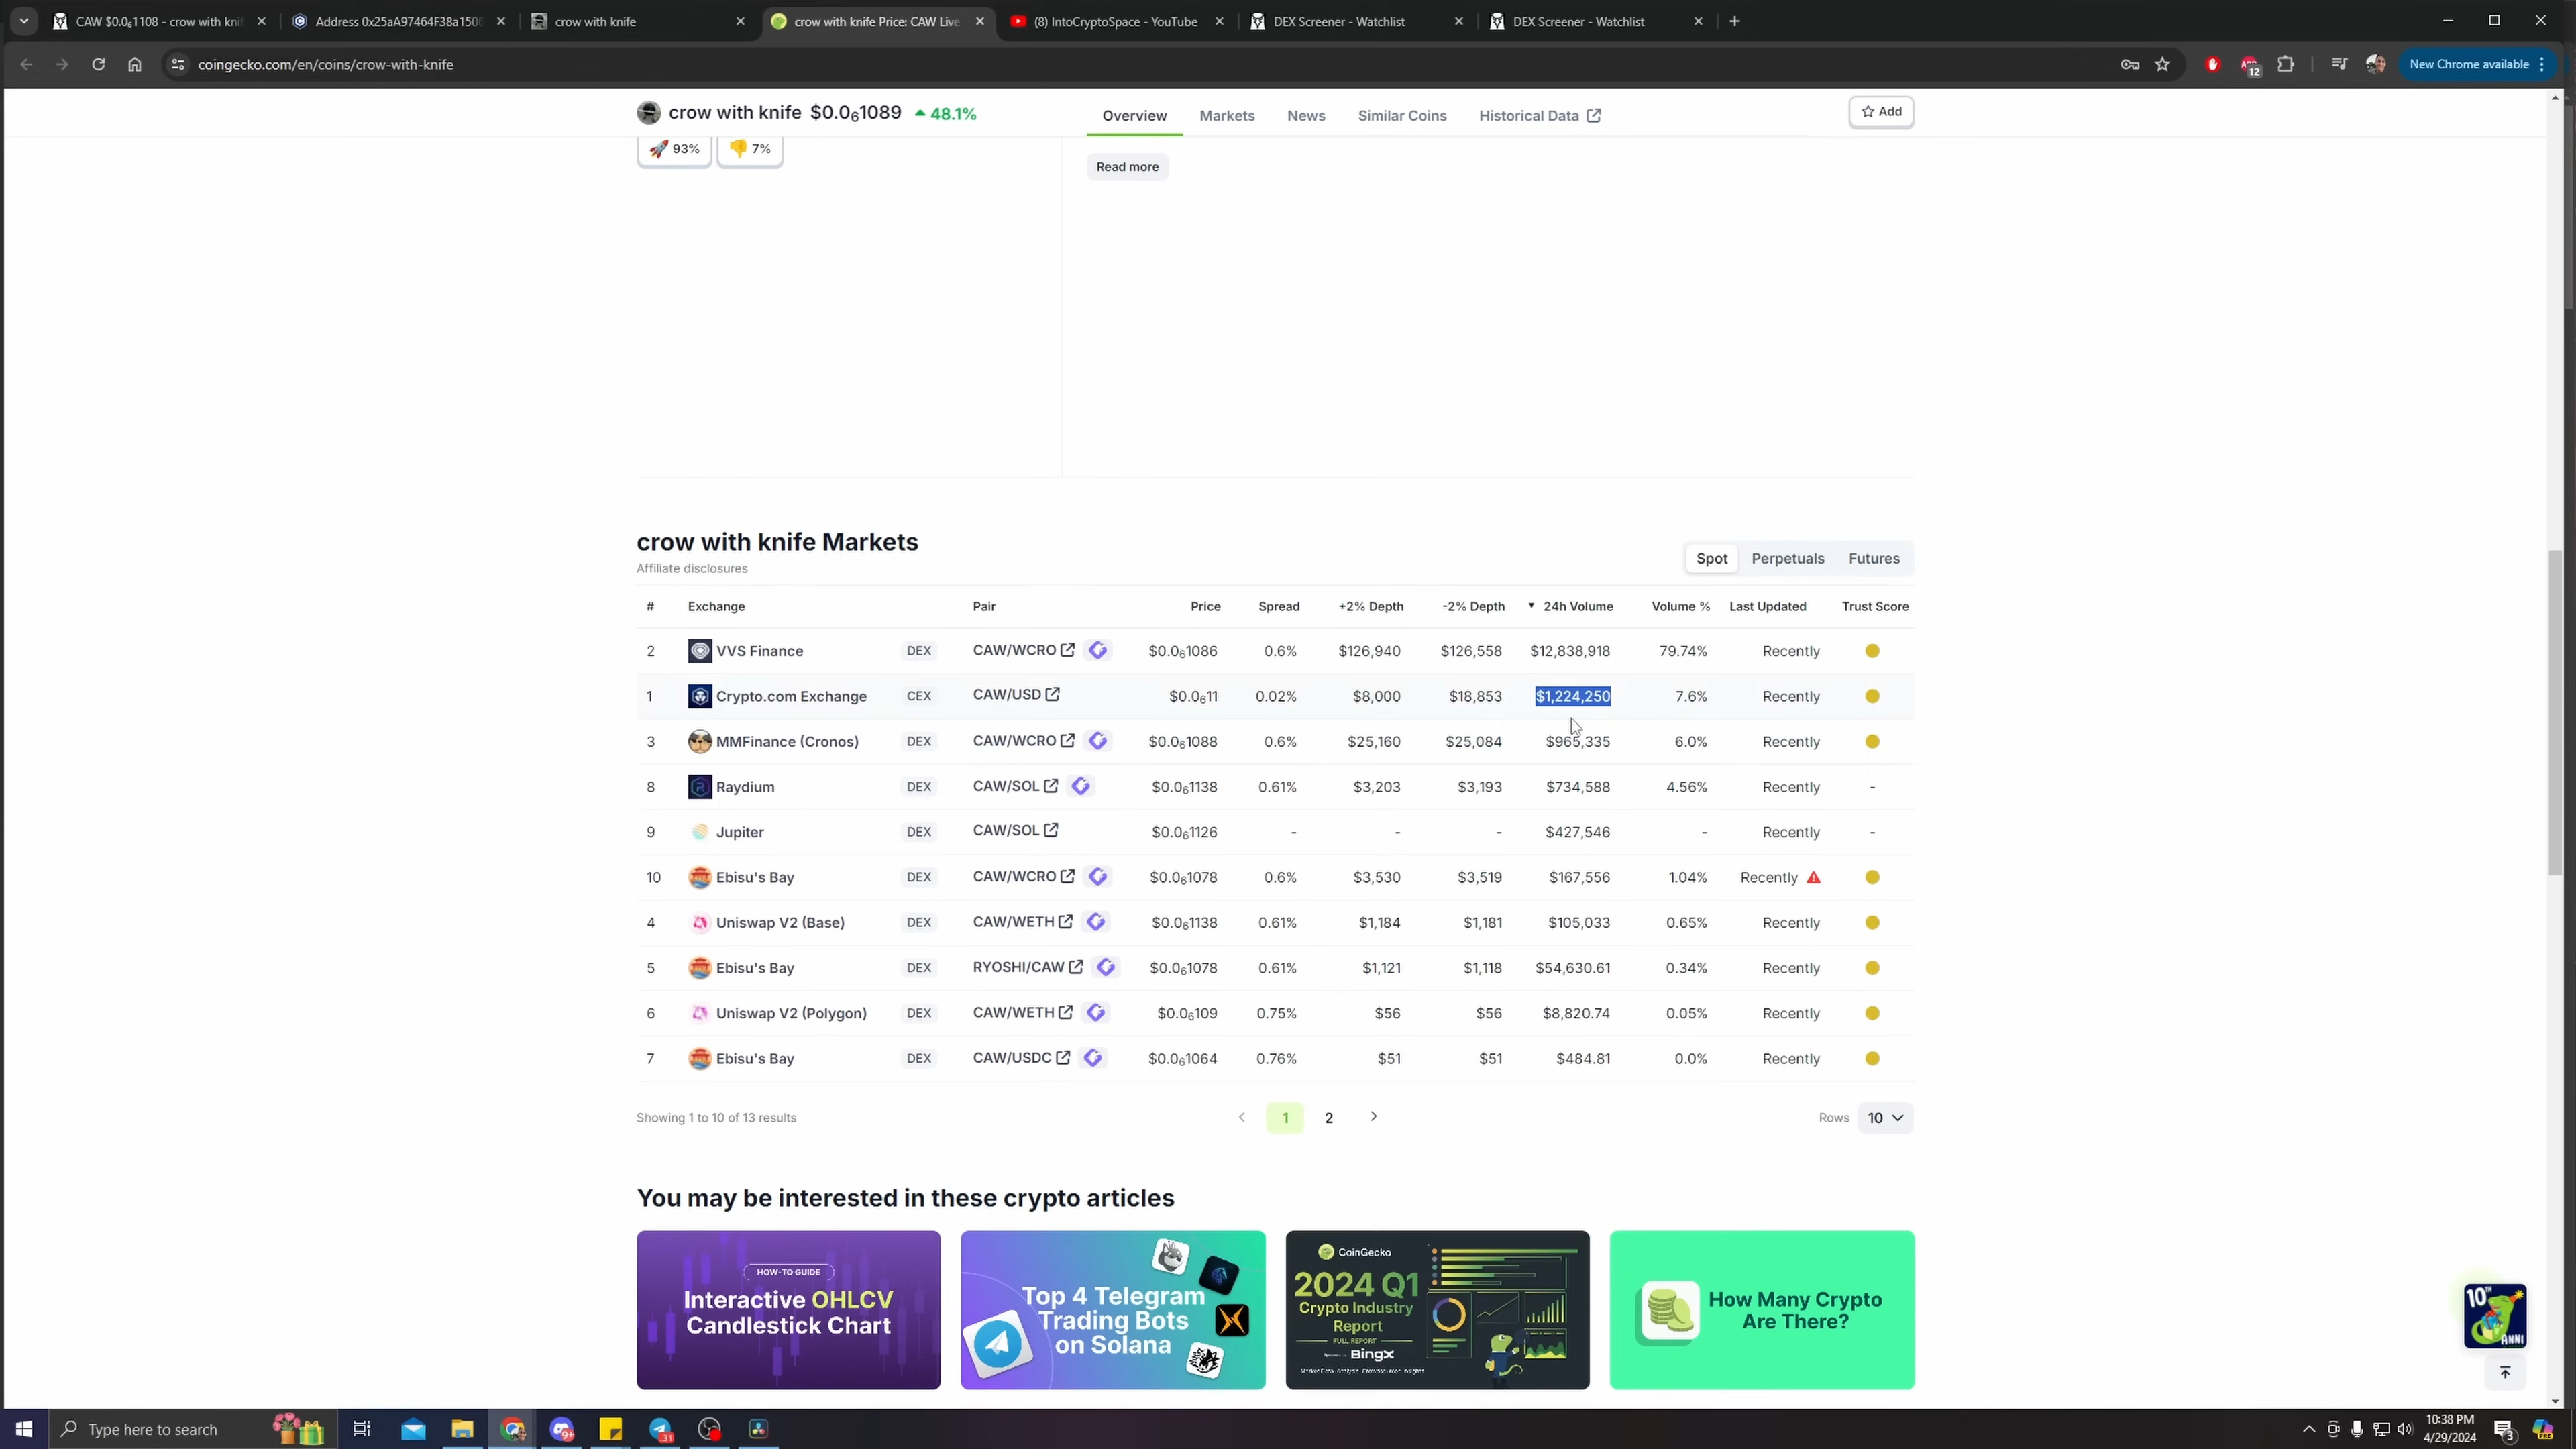 CAW $0.0₆1108 - crow with knif
Address 0x25aA97464F38a1506
crow with knife
crow with knife Price: CAW Live
(8) IntoCryptoSpace - YouTube
DEX Screener - Watchlist
DEX Screener - Watchlist
coingecko.com/en/coins/crow-with-knife
12
New Chrome available
crow with knife $0.0₆1089 48.1%
Overview Markets News Similar Coins Historical Data
Add
93% 7%
Read more
crow with knife Markets
Affiliate disclosures
Spot Perpetuals Futures
# Exchange Pair Price Spread +2% Depth -2% Depth 24h Volume Volume % Last Updated Trust Score
2 VVS Finance DEX CAW/WCRO $0.0₆1086 0.6% $126,940 $126,558 $12,838,918 79.74% Recently
1 Crypto.com Exchange CEX CAW/USD $0.0₆11 0.02% $8,000 $18,853 $1,224,250 7.6% Recently
3 MMFinance (Cronos) DEX CAW/WCRO $0.0₆1088 0.6% $25,160 $25,084 $965,335 6.0% Recently
8 Raydium DEX CAW/SOL $0.0₆1138 0.61% $3,203 $3,193 $734,588 4.56% Recently -
9 Jupiter DEX CAW/SOL $0.0₆1126 - - - $427,546 - Recently -
10 Ebisu's Bay DEX CAW/WCRO $0.0₆1078 0.6% $3,530 $3,519 $167,556 1.04% Recently
4 Uniswap V2 (Base) DEX CAW/WETH $0.0₆1138 0.61% $1,184 $1,181 $105,033 0.65% Recently
5 Ebisu's Bay DEX RYOSHI/CAW $0.0₆1078 0.61% $1,121 $1,118 $54,630.61 0.34% Recently
6 Uniswap V2 (Polygon) DEX CAW/WETH $0.0₆109 0.75% $56 $56 $8,820.74 0.05% Recently
7 Ebisu's Bay DEX CAW/USDC $0.0₆1064 0.76% $51 $51 $484.81 0.0% Recently
Showing 1 to 10 of 13 results
1 2
Rows 10
You may be interested in these crypto articles
HOW-TO GUIDE
Interactive OHLCV
Candlestick Chart
Top 4 Telegram
Trading Bots
on Solana
CoinGecko
2024 Q1
Crypto Industry
Report
FULL REPORT
BingX
How Many Crypto
Are There?
10TH
ANNI
Type here to search
9+
31
10:38 PM
4/29/2024
3